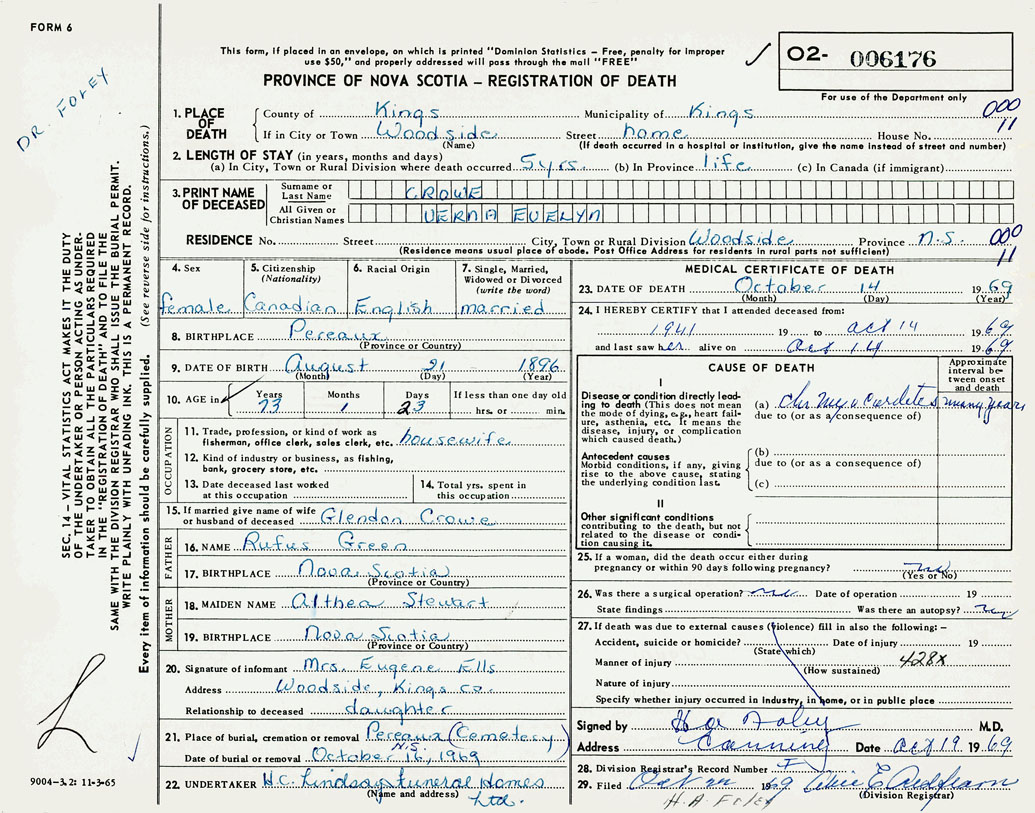 FORM 6
This form, if placed in an envelope, on which is printed "Dominion Statistics – Free, penalty for improper
use $50," and properly addressed will pass through the mail "FREE"
PROVINCE OF NOVA SCOTIA – REGISTRATION OF DEATH
02- 006176
For use of the Department only
DR. FOLEY
SEC. 14 – VITAL STATISTICS ACT MAKES IT THE DUTY
OF THE UNDERTAKER OR PERSON ACTING AS UNDER-
TAKER TO OBTAIN ALL THE PARTICULARS REQUIRED
IN THE "REGISTRATION OF DEATH" AND TO FILE THE
SAME WITH THE DIVISION REGISTRAR WHO SHALL ISSUE THE BURIAL PERMIT.
WRITE PLAINLY WITH UNFADING INK. THIS IS A PERMANENT RECORD.
Every item of information should be carefully supplied. (See reverse side for instructions.)
9004-3.2: 11-3-65
1. PLACE OF DEATH
County of Kings Municipality of Kings
000
11
If in City or Town Woodside Street home House No.
(Name) (If death occurred in a hospital or institution, give the name instead of street and number)
2. LENGTH OF STAY (in years, months and days)
(a) In City, Town or Rural Division where death occurred 5 yrs. (b) In Province life (c) In Canada (if immigrant)
3. PRINT NAME OF DECEASED
Surname or Last Name CROWE
All Given or Christian Names VERNA EVELYN
RESIDENCE No. Street City, Town or Rural Division Woodside Province N.S. 000
11
(Residence means usual place of abode. Post Office Address for residents in rural parts not sufficient)
4. Sex
female
5. Citizenship
(Nationality)
Canadian
6. Racial Origin
English
7. Single, Married,
Widowed or Divorced
(write the word)
married
8. BIRTHPLACE Pereaux
(Province or Country)
9. DATE OF BIRTH August 21 1896
(Month) (Day) (Year)
10. AGE in
Years Months Days If less than one day old
73 1 23 hrs. or min.
OCCUPATION
11. Trade, profession, or kind of work as
fisherman, office clerk, sales clerk, etc. housewife
12. Kind of industry or business, as fishing,
bank, grocery store, etc.
13. Date deceased last worked
at this occupation
14. Total yrs. spent in
this occupation
15. If married give name of wife
or husband of deceased Glendon Crowe
FATHER
16. NAME Rufus Green
17. BIRTHPLACE Nova Scotia
(Province or Country)
MOTHER
18. MAIDEN NAME Althea Stewart
19. BIRTHPLACE Nova Scotia
(Province or Country)
20. Signature of informant Mrs. Eugene Ells
Address Woodside, Kings Co.
Relationship to deceased daughter
21. Place of burial, cremation or removal Pereaux (Cemetery)
N.S.
Date of burial or removal October 16, 1969
22. UNDERTAKER H.C. Lindsay Funeral Homes
(Name and address) Ltd.
MEDICAL CERTIFICATE OF DEATH
23. DATE OF DEATH October 14 1969
(Month) (Day) (Year)
24. I HEREBY CERTIFY that I attended deceased from:
1941 19 to Oct 14 1969
and last saw her alive on Oct 14 1969
CAUSE OF DEATH
Approximate
interval be-
tween onset
and death
I
Disease or condition directly lead-
ing to death (This does not mean
the mode of dying, e.g., heart fail-
ure, asthenia, etc. It means the
disease, injury, or complication
which caused death.)
(a) Chr Myocarditis many years
due to (or as a consequence of)
Antecedent causes
Morbid conditions, if any, giving
rise to the above cause, stating
the underlying condition last.
(b)
due to (or as a consequence of)
(c)
II
Other significant conditions
contributing to the death, but not
related to the disease or condi-
tion causing it.
25. If a woman, did the death occur either during
pregnancy or within 90 days following pregnancy? no
(Yes or No)
26. Was there a surgical operation? no Date of operation 19
State findings Was there an autopsy? no
27. If death was due to external causes (violence) fill in also the following: –
Accident, suicide or homicide? Date of injury 19
(State which)
Manner of injury 428X
(How sustained)
Nature of injury
Specify whether injury occurred in industry, in home, or in public place
Signed by H A Foley M.D.
Address Canning Date Oct 19 1969
28. Division Registrar's Record Number
29. Filed Oct 1969
(Division Registrar)
H.A. FOLEY